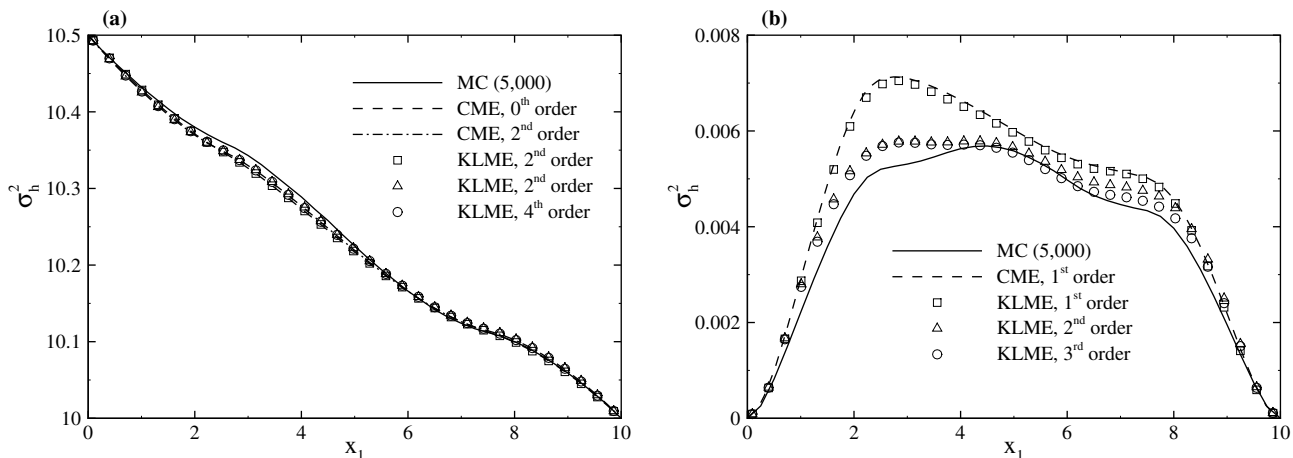 (a)
10.5
10.4
10.3
10.2
10.1
10
σ²ₕ
MC (5,000)
CME, 0ᵗʰ order
CME, 2ⁿᵈ order
KLME, 2ⁿᵈ order
KLME, 2ⁿᵈ order
KLME, 4ᵗʰ order
0 2 4 6 8 10
x₁
(b)
0.008
0.006
0.004
0.002
0
σ²ₕ
MC (5,000)
CME, 1ˢᵗ order
KLME, 1ˢᵗ order
KLME, 2ⁿᵈ order
KLME, 3ʳᵈ order
0 2 4 6 8 10
x₁